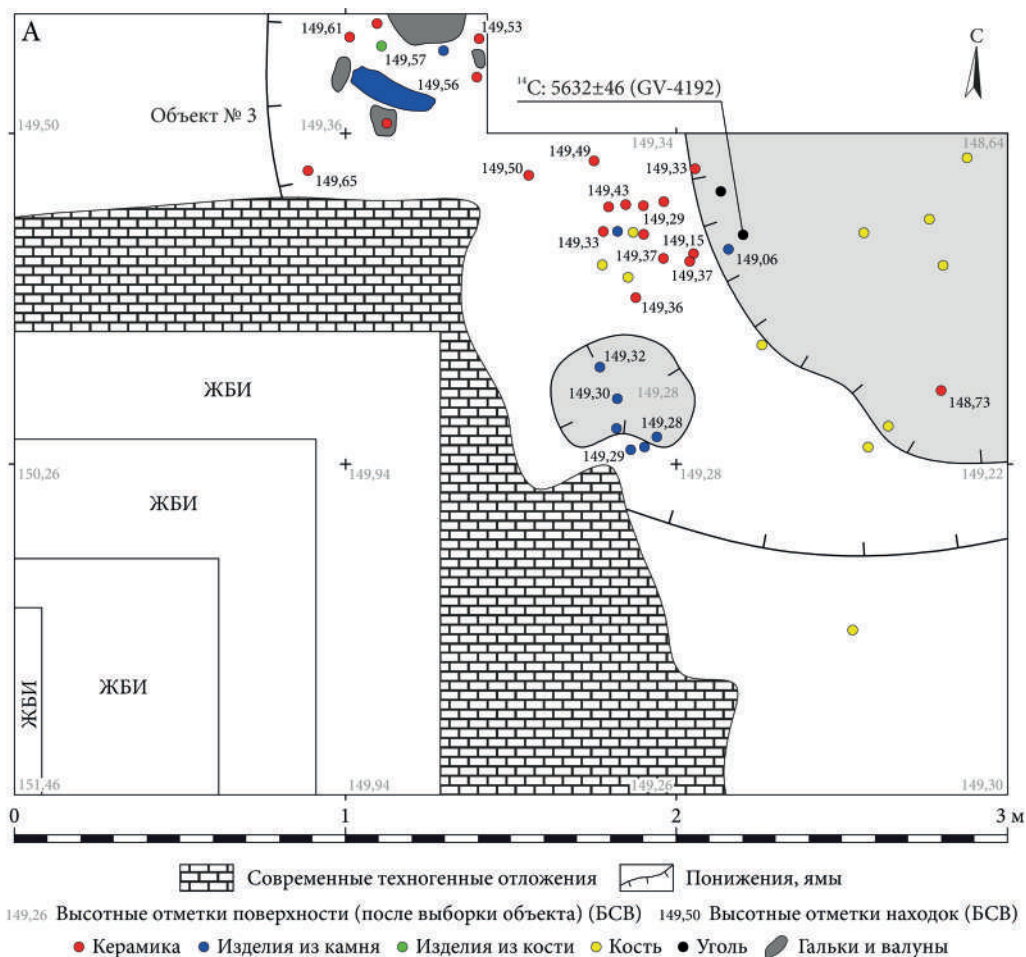 А
С
149,61
149,53
149,57
149,56
¹⁴C: 5632±46 (GV-4192)
Объект № 3
149,50
149,36
149,34
148,64
149,49
149,50
149,33
149,65
149,43
149,29
149,33
149,15
149,37
149,37
149,06
149,36
149,32
ЖБИ
149,30
149,28
148,73
149,28
149,29
150,26
149,94
149,28
149,22
ЖБИ
ЖБИ
ЖБИ
151,46
149,94
149,26
149,30
0
1
2
3 м
Современные техногенные отложения
Понижения, ямы
149,26 Высотные отметки поверхности (после выборки объекта) (БСВ)
149,50 Высотные отметки находок (БСВ)
Керамика
Изделия из камня
Изделия из кости
Кость
Уголь
Гальки и валуны